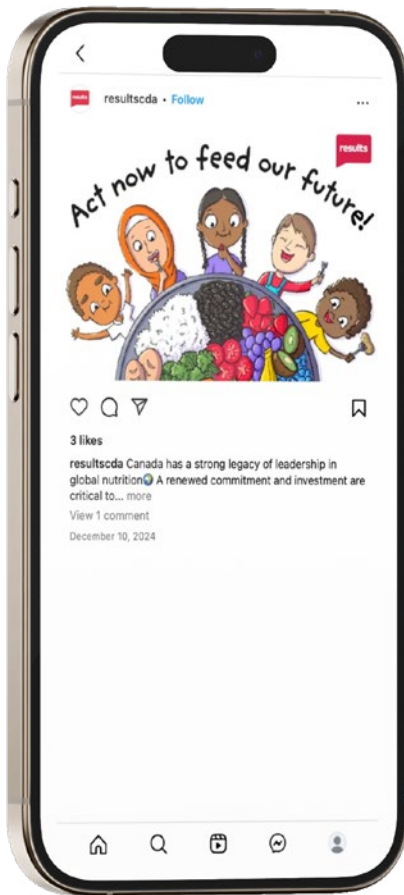 results
resultscda • Follow
...
results
Act now to feed our future!
3 likes
resultscda Canada has a strong legacy of leadership in
global nutrition🌍 A renewed commitment and investment are
critical to... more
View 1 comment
December 10, 2024